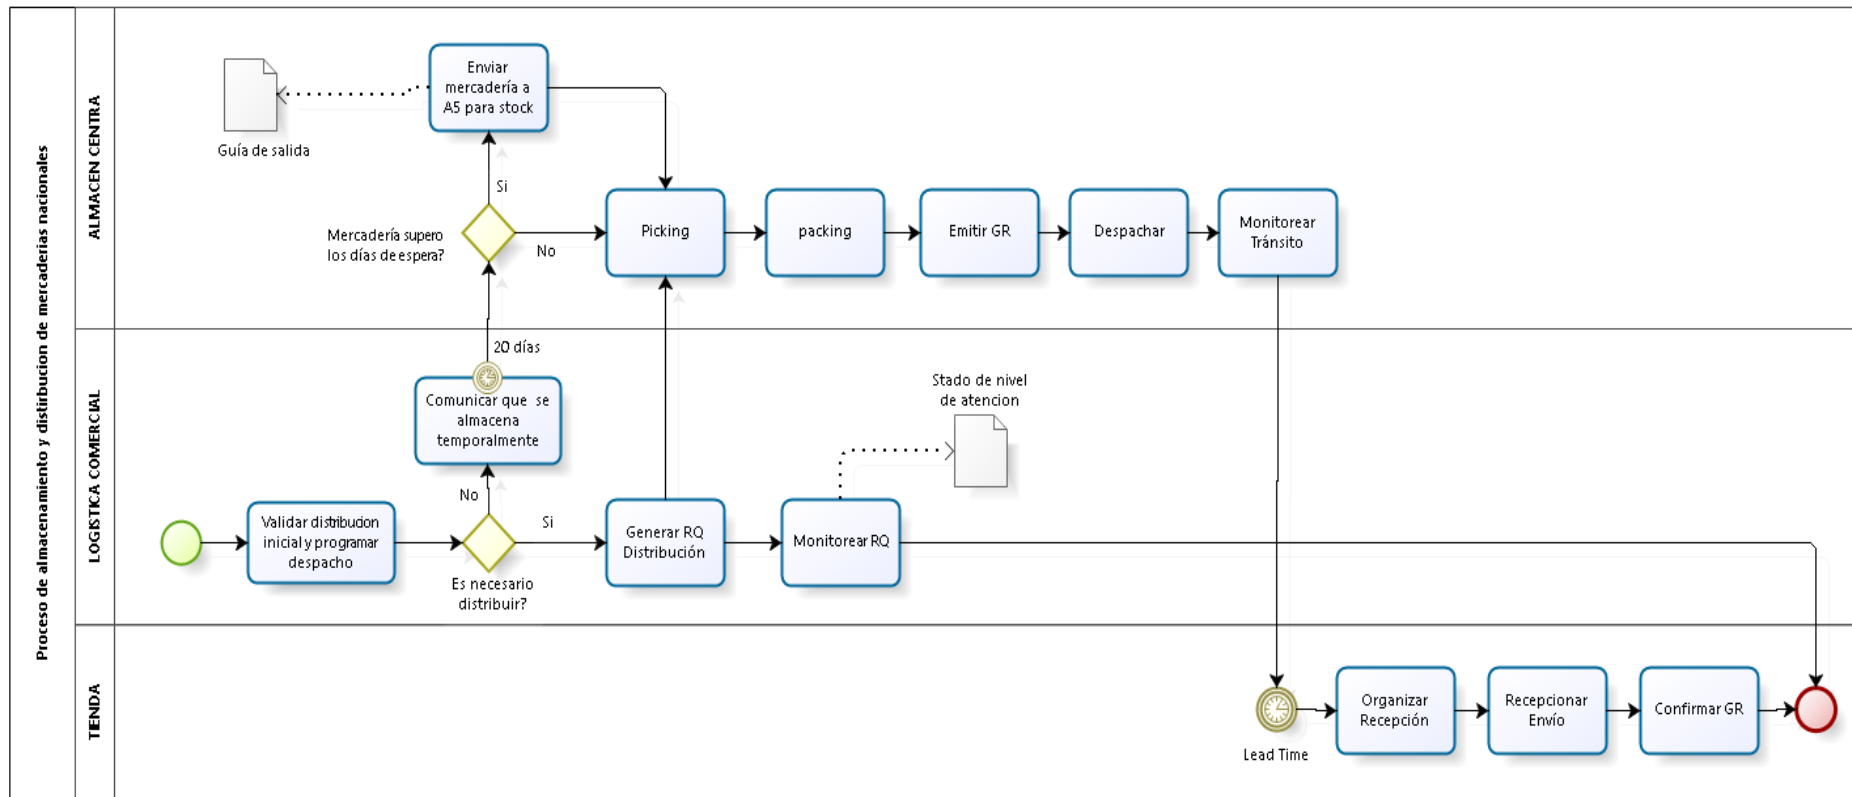 Proceso de almacenamiento y distirbucion de mercaderias nacionales
ALMACEN CENTRA
Enviar
mercadería a
A5 para stock
Guía de salida
Si
Mercadería supero
los días de espera?
No
Picking
packing
Emitir GR
Despachar
Monitorear
Tránsito
LOGISTICA COMERCIAL
20 días
Comunicar que se
almacena
temporalmente
No
Stado de nivel
de atencion
Validar distribucion
inicial y programar
despacho
Es necesario
distribuir?
Si
Generar RQ
Distribución
Monitorear RQ
TIENDA
Lead Time
Organizar
Recepción
Recepcionar
Envío
Confirmar GR